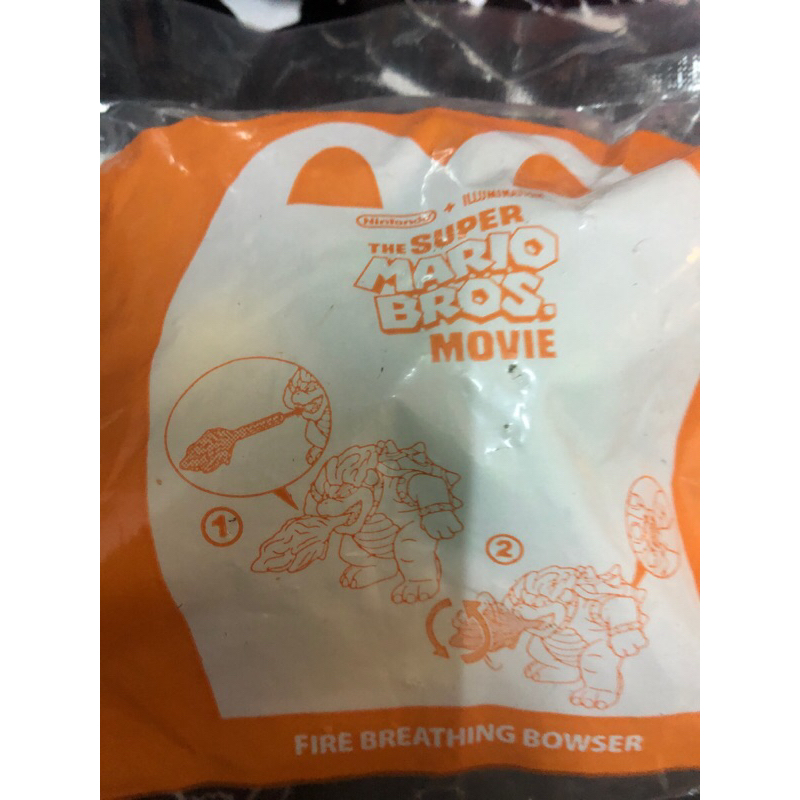 Nintendo + ILLUMINATION
THE SUPER
MARIO
BROS.
MOVIE
1
2
FIRE BREATHING BOWSER